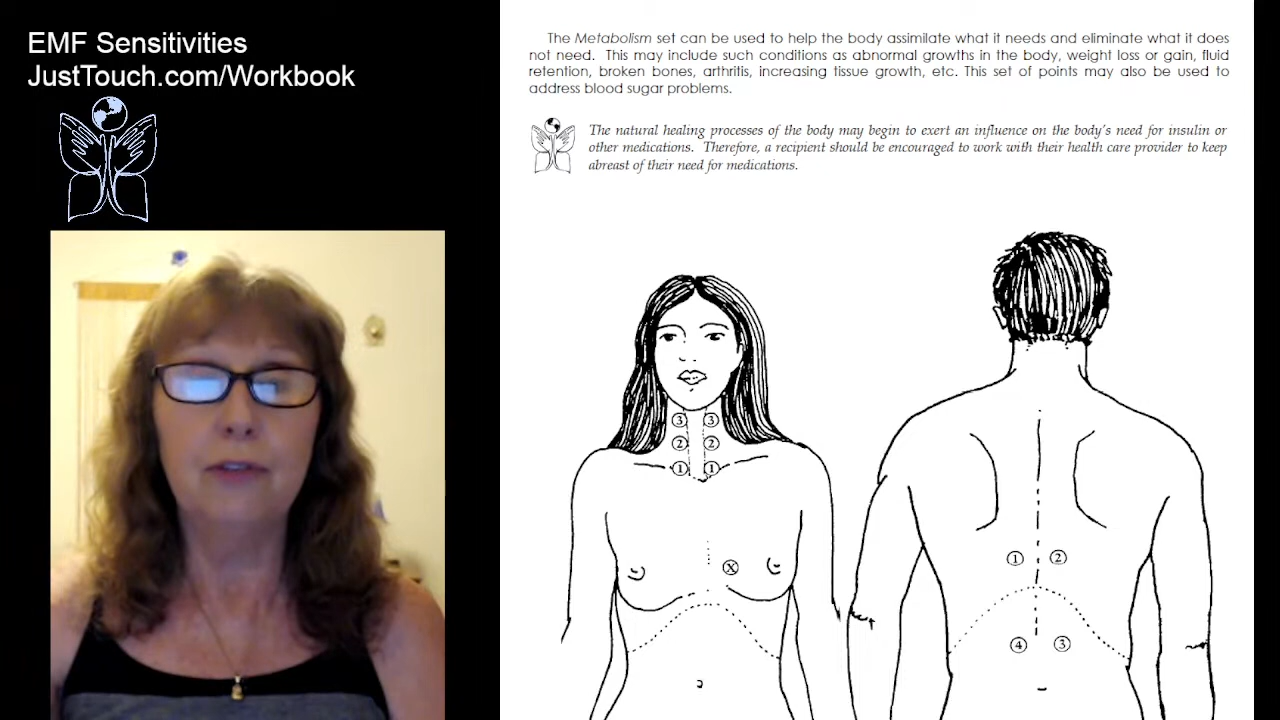 EMF Sensitivities
JustTouch.com/Workbook
The Metabolism set can be used to help the body assimilate what it needs and eliminate what it does
not need. This may include such conditions as abnormal growths in the body, weight loss or gain, fluid
retention, broken bones, arthritis, increasing tissue growth, etc. This set of points may also be used to
address blood sugar problems.
The natural healing processes of the body may begin to exert an influence on the body's need for insulin or
other medications. Therefore, a recipient should be encouraged to work with their health care provider to keep
abreast of their need for medications.
3 3
2 2
1 1
X
1 2
4 3